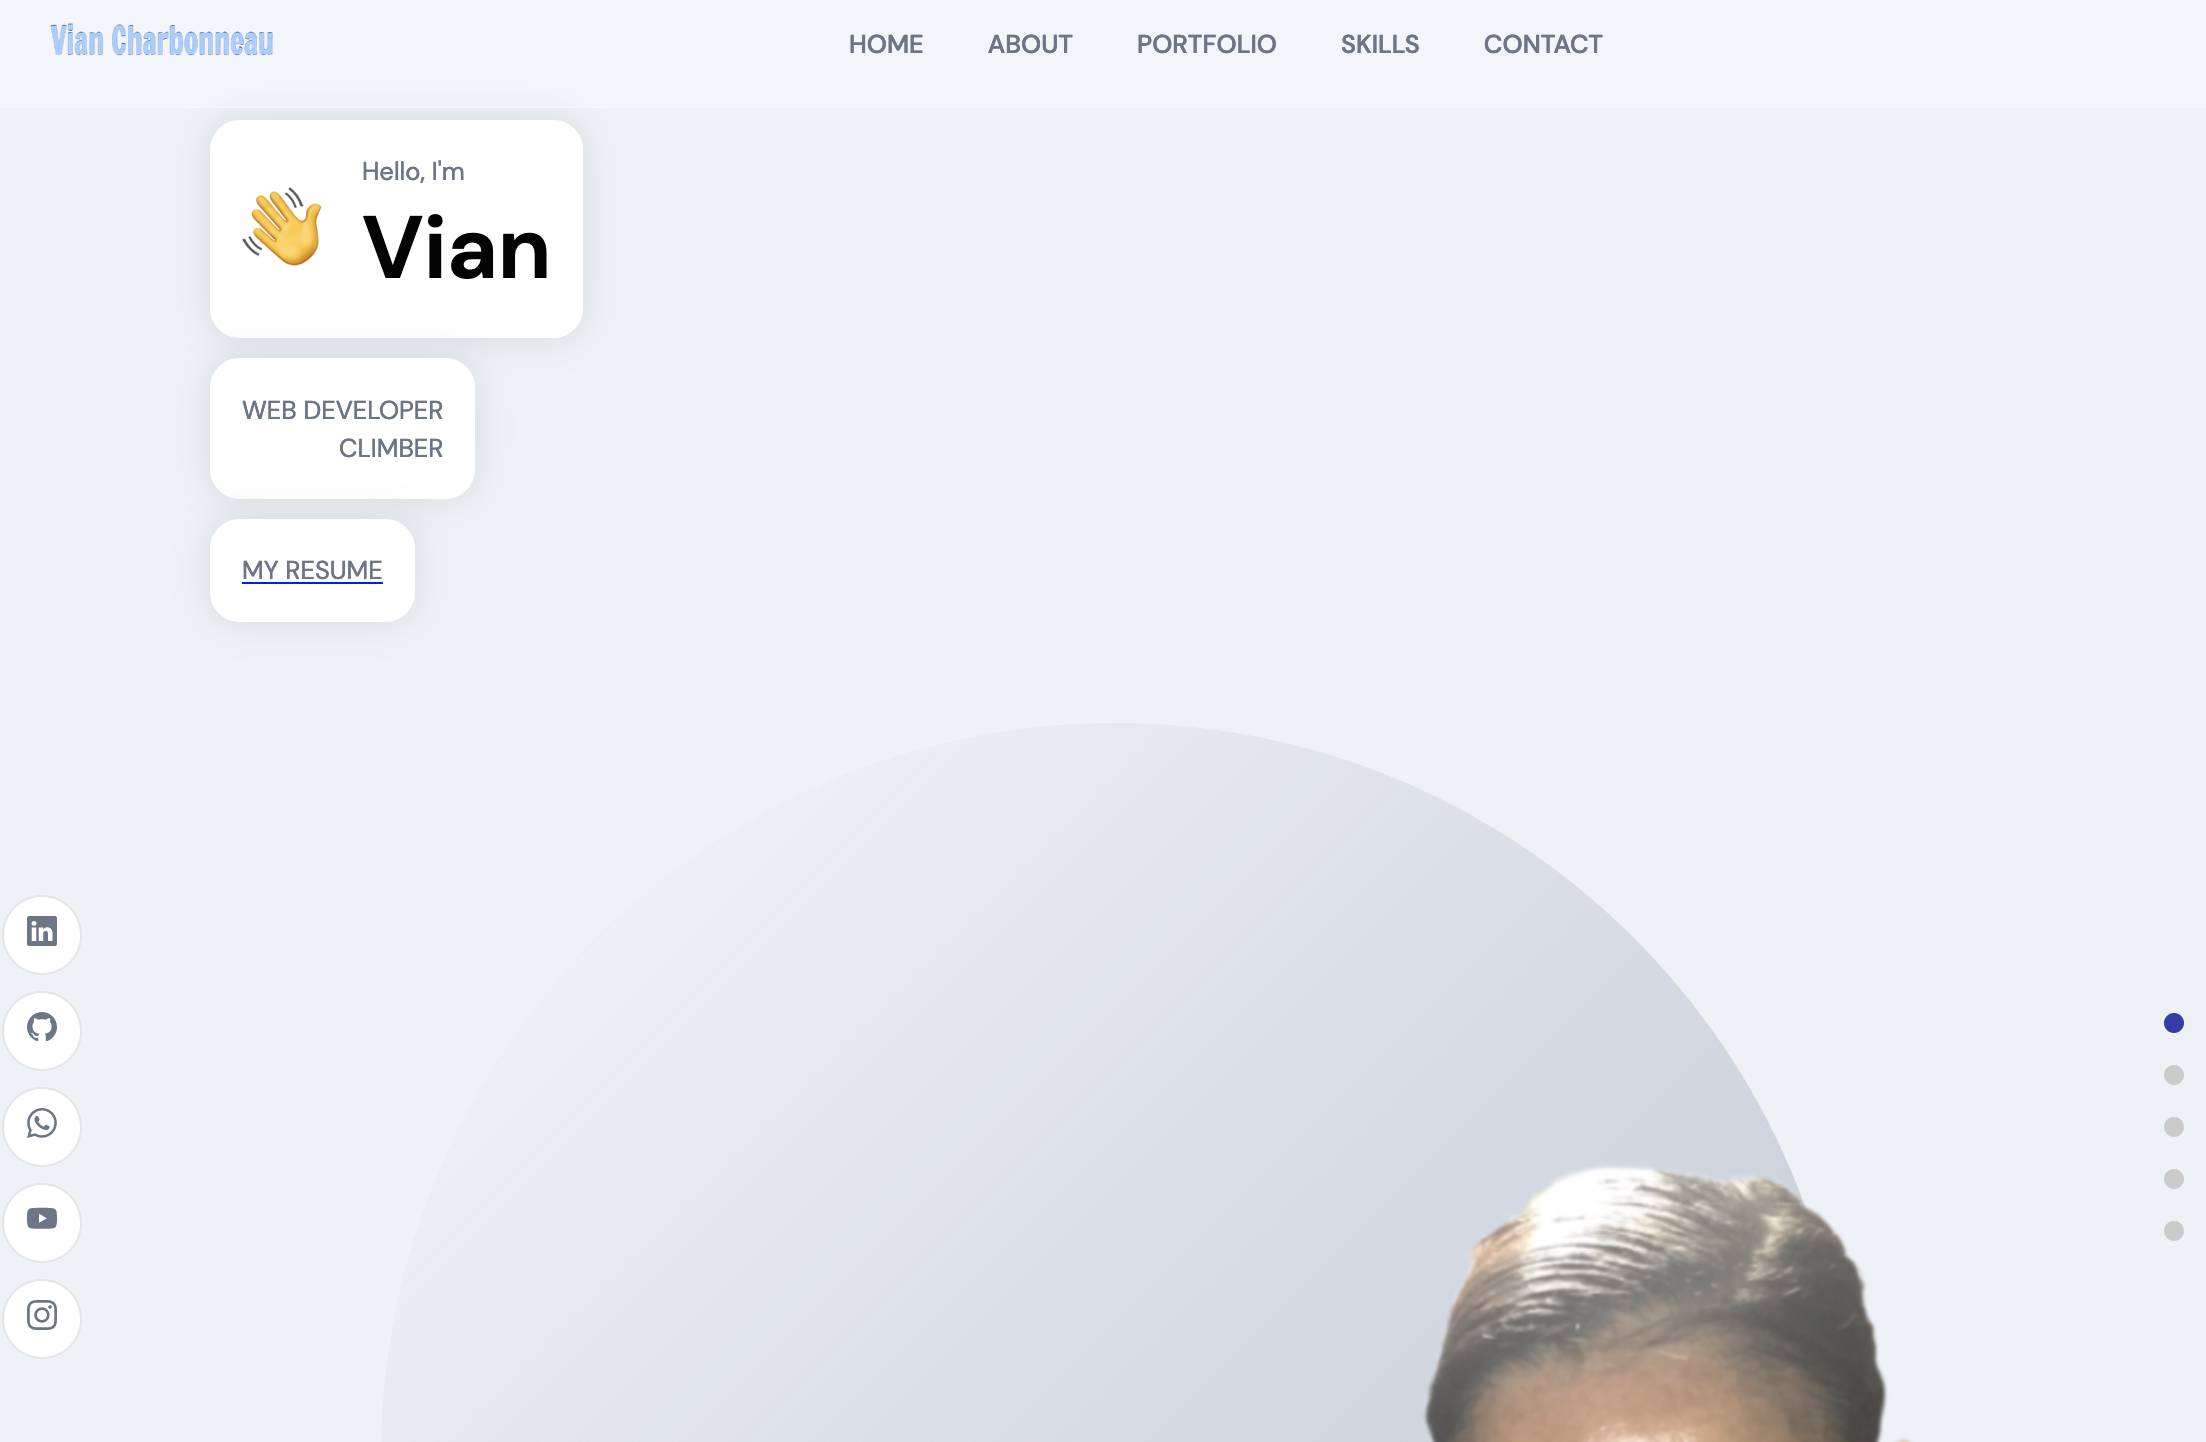 Vian Charbonneau
HOME
ABOUT
PORTFOLIO
SKILLS
CONTACT
Hello, I'm
Vian
WEB DEVELOPER
CLIMBER
MY RESUME